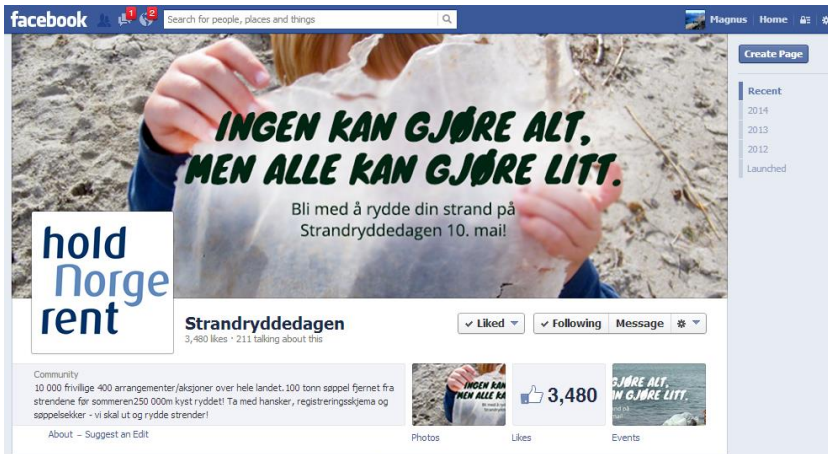 facebook
1
2
Search for people, places and things
Magnus
Home
Create Page
Recent
2014
2013
2012
Launched
INGEN KAN GJØRE ALT,
MEN ALLE KAN GJØRE LITT.
Bli med å rydde din strand på
Strandryddedagen 10. mai!
hold
Norge
rent
Strandryddedagen
3,480 likes · 211 talking about this
Liked
Following
Message
Community
10 000 frivillige 400 arrangementer/aksjoner over hele landet.100 tonn søppel fjernet fra
strendene før sommeren250 000m kyst ryddet! Ta med hansker, registreringsskjema og
søppelsekker - vi skal ut og rydde strender!
About – Suggest an Edit
INGEN KAN
MEN ALLE KA
3,480
GJØRE ALT,
N GJØRE LITT.
Photos
Likes
Events